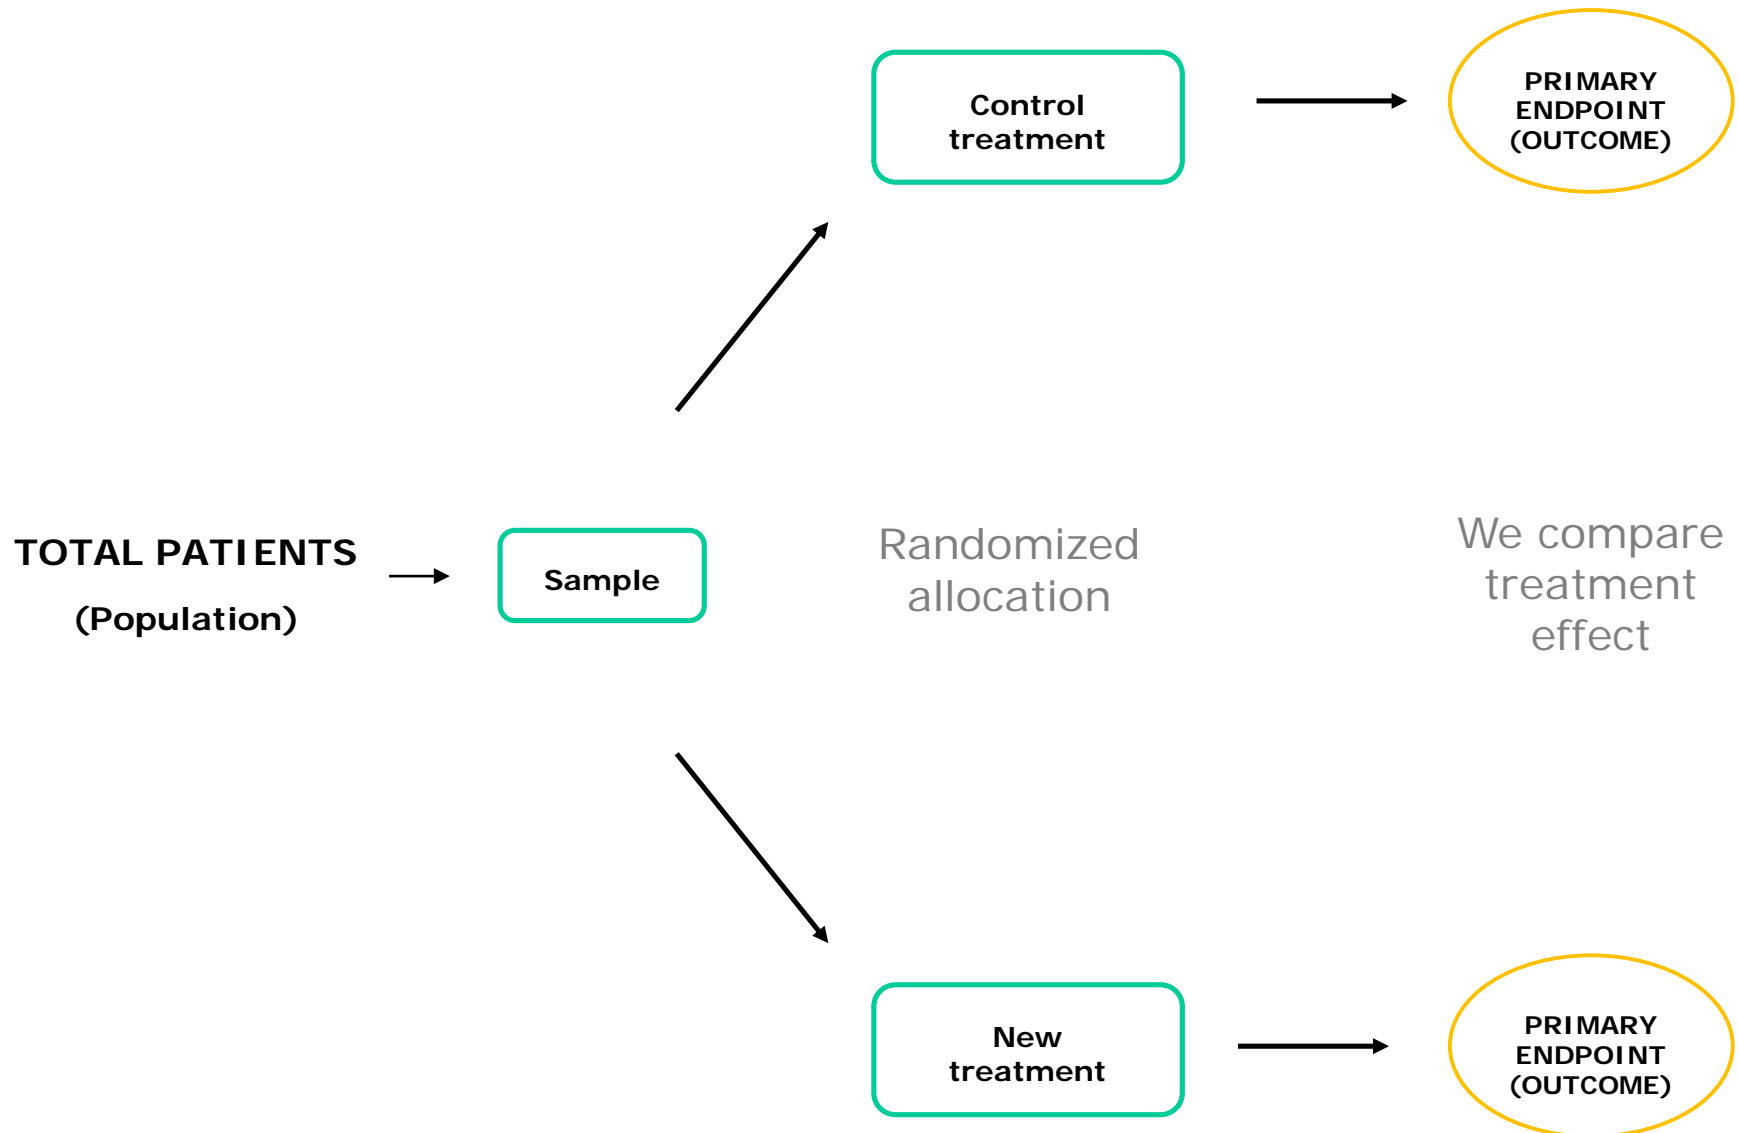 Control
treatment
PRIMARY
ENDPOINT
(OUTCOME)
TOTAL PATIENTS
(Population)
Sample
Randomized
allocation
We compare
treatment
effect
New
treatment
PRIMARY
ENDPOINT
(OUTCOME)